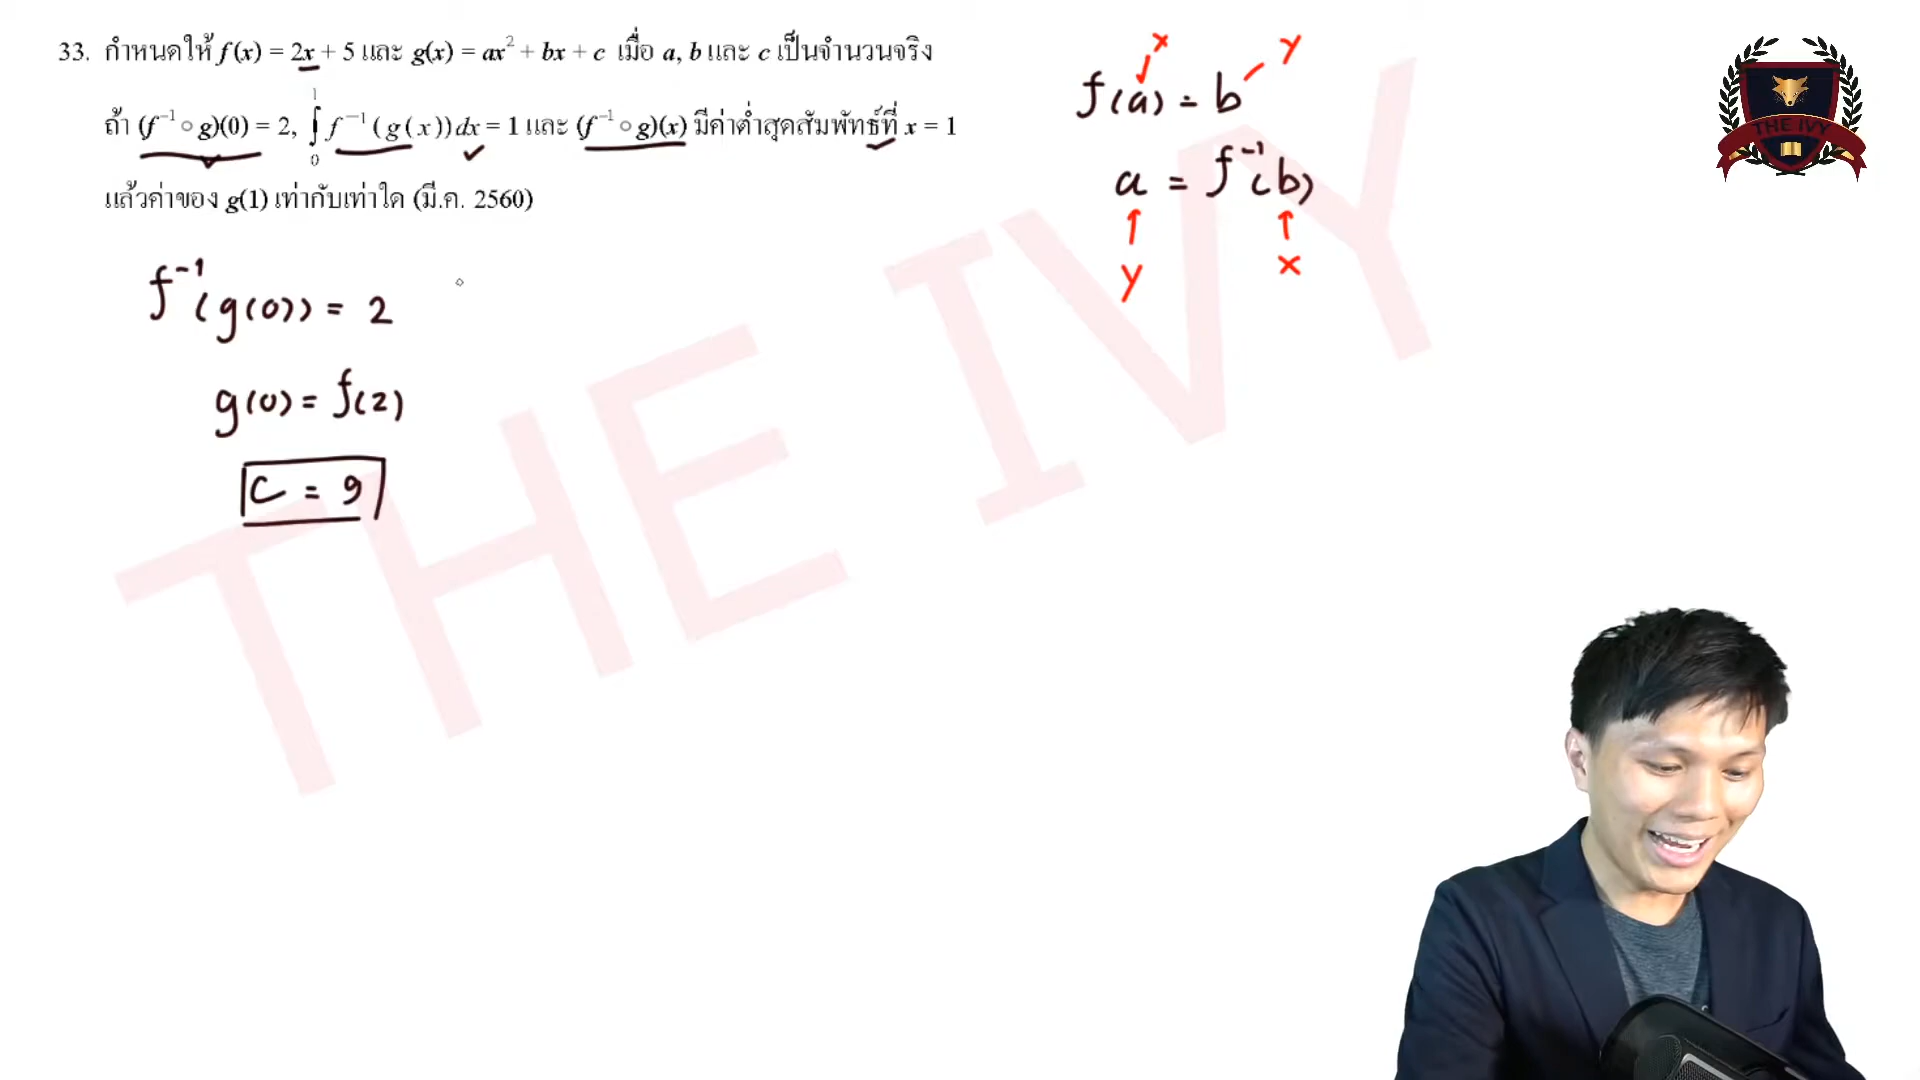 33. กำหนดให้ f(x) = 2x + 5 และ g(x) = ax² + bx + c เมื่อ a, b และ c เป็นจำนวนจริง
ถ้า (f⁻¹ ∘ g)(0) = 2, ∫₀¹ f⁻¹(g(x))dx = 1 และ (f⁻¹ ∘ g)(x) มีค่าต่ำสุดสัมพัทธ์ที่ x = 1
แล้วค่าของ g(1) เท่ากับเท่าใด (มี.ค. 2560)
f⁻¹(g(0)) = 2
g(0) = f(2)
c = 9
x y
f(a) = b
a = f⁻¹(b)
y x
THE IVY
THE IVY